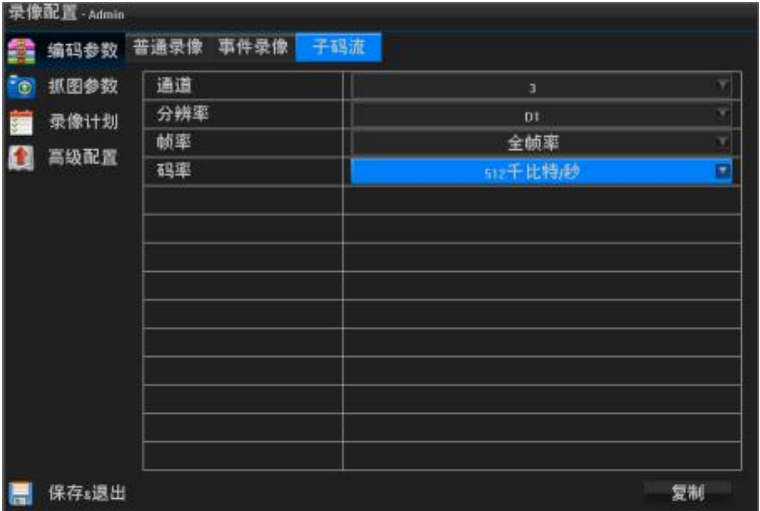 录像配置 - Admin
编码参数 普通录像 事件录像 子码流
抓图参数 通道 3
录像计划 分辨率 D1
帧率 全帧率
高级配置 码率 512千比特/秒
保存&退出 复制